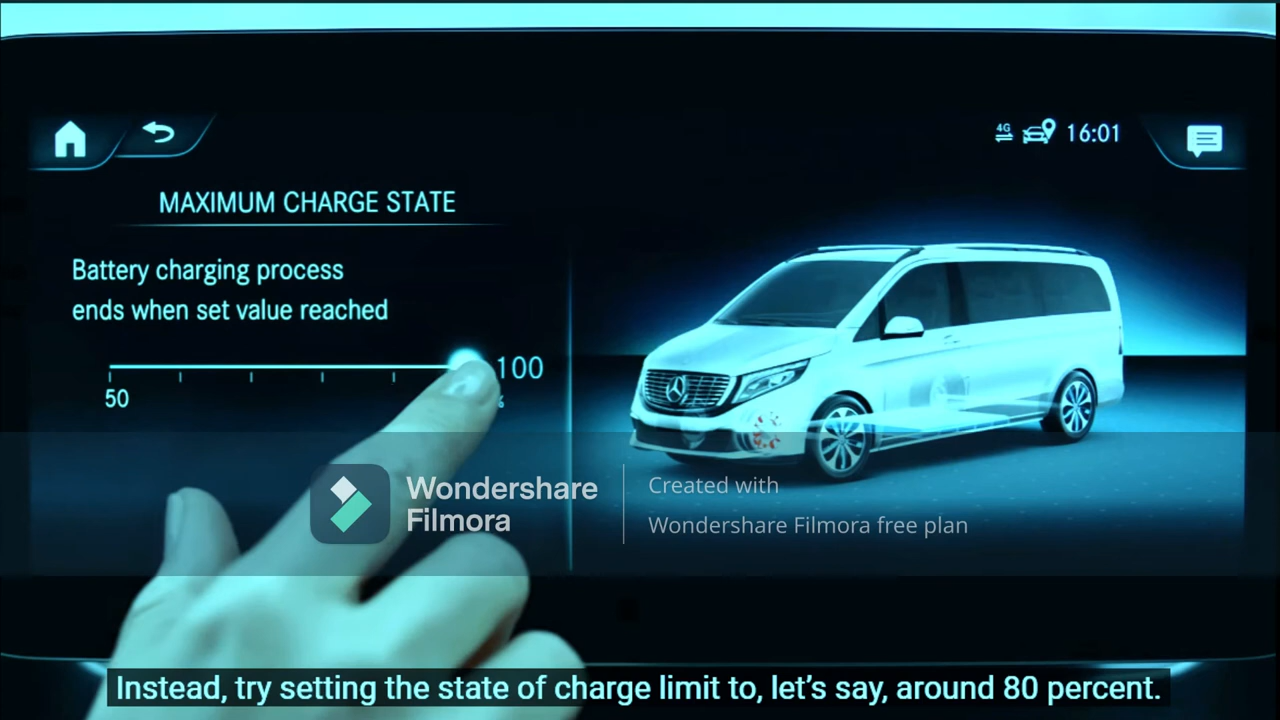 4G
16:01
MAXIMUM CHARGE STATE
Battery charging process
ends when set value reached
100
50
%
Wondershare
Filmora
Created with
Wondershare Filmora free plan
Instead, try setting the state of charge limit to, let's say, around 80 percent.